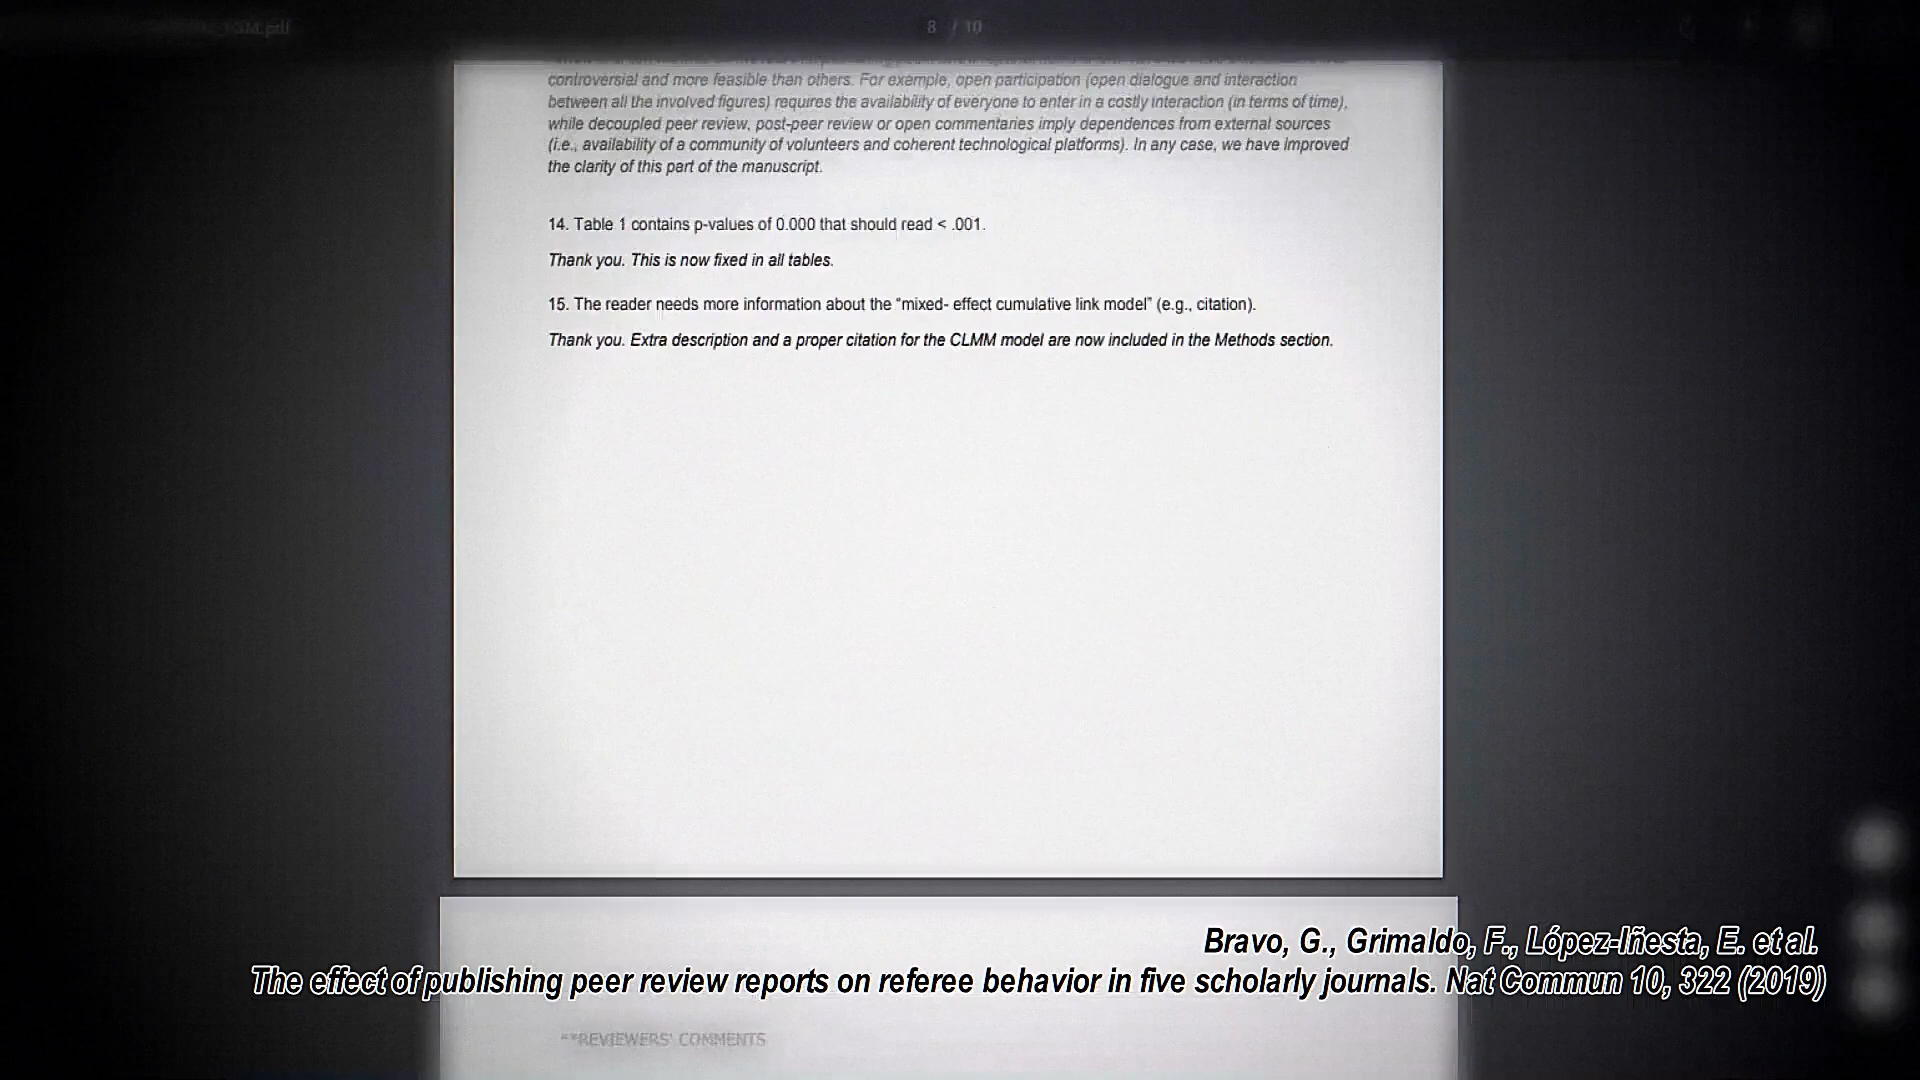 8 / 10
controversial and more feasible than others. For example, open participation (open dialogue and interaction
between all the involved figures) requires the availability of everyone to enter in a costly interaction (in terms of time),
while decoupled peer review, post-peer review or open commentaries imply dependences from external sources
(i.e., availability of a community of volunteers and coherent technological platforms). In any case, we have improved
the clarity of this part of the manuscript.
14. Table 1 contains p-values of 0.000 that should read < .001.
Thank you. This is now fixed in all tables.
15. The reader needs more information about the “mixed- effect cumulative link model” (e.g., citation).
Thank you. Extra description and a proper citation for the CLMM model are now included in the Methods section.
Bravo, G., Grimaldo, F., López-Iñesta, E. et al.
The effect of publishing peer review reports on referee behavior in five scholarly journals. Nat Commun 10, 322 (2019)
**REVIEWERS' COMMENTS